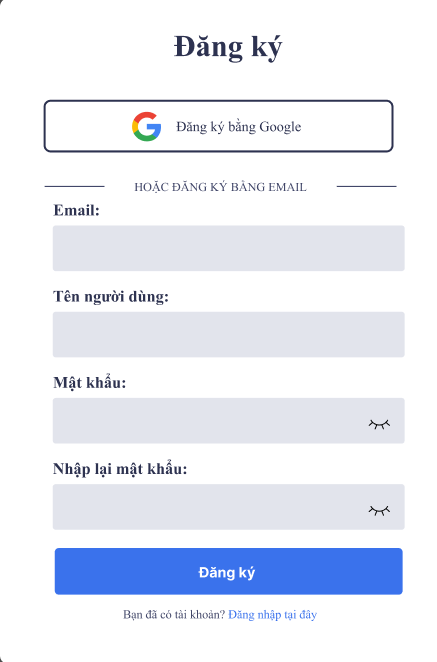 Đăng ký
Đăng ký bằng Google
HOẶC ĐĂNG KÝ BẰNG EMAIL
Email:
Tên người dùng:
Mật khẩu:
Nhập lại mật khẩu:
Đăng ký
Bạn đã có tài khoản? Đăng nhập tại đây